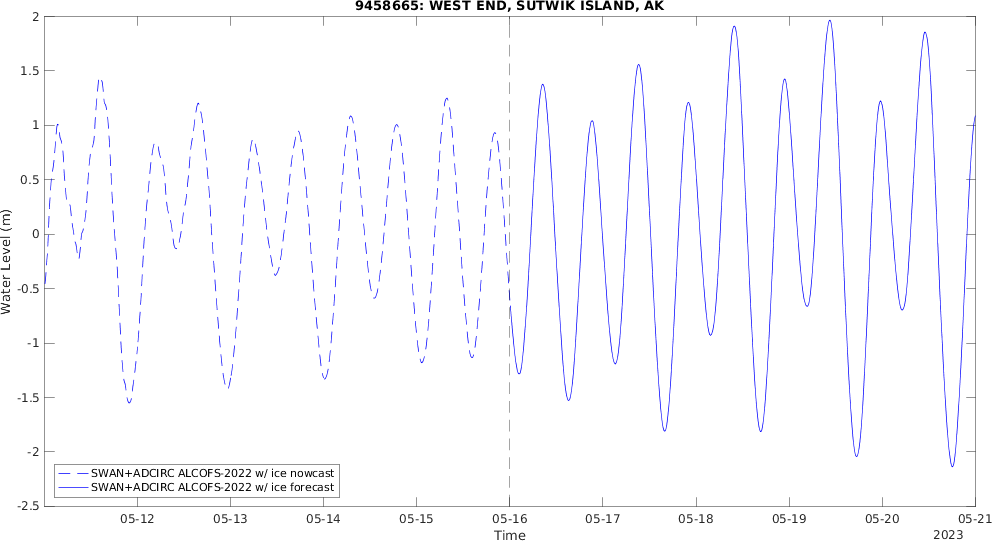 9458665: WEST END, SUTWIK ISLAND, AK
2
1.5
1
0.5
0
-0.5
-1
-1.5
-2
-2.5
Water Level (m)
SWAN+ADCIRC ALCOFS-2022 w/ ice nowcast
SWAN+ADCIRC ALCOFS-2022 w/ ice forecast
05-12 05-13 05-14 05-15 05-16 05-17 05-18 05-19 05-20 05-21
Time
2023